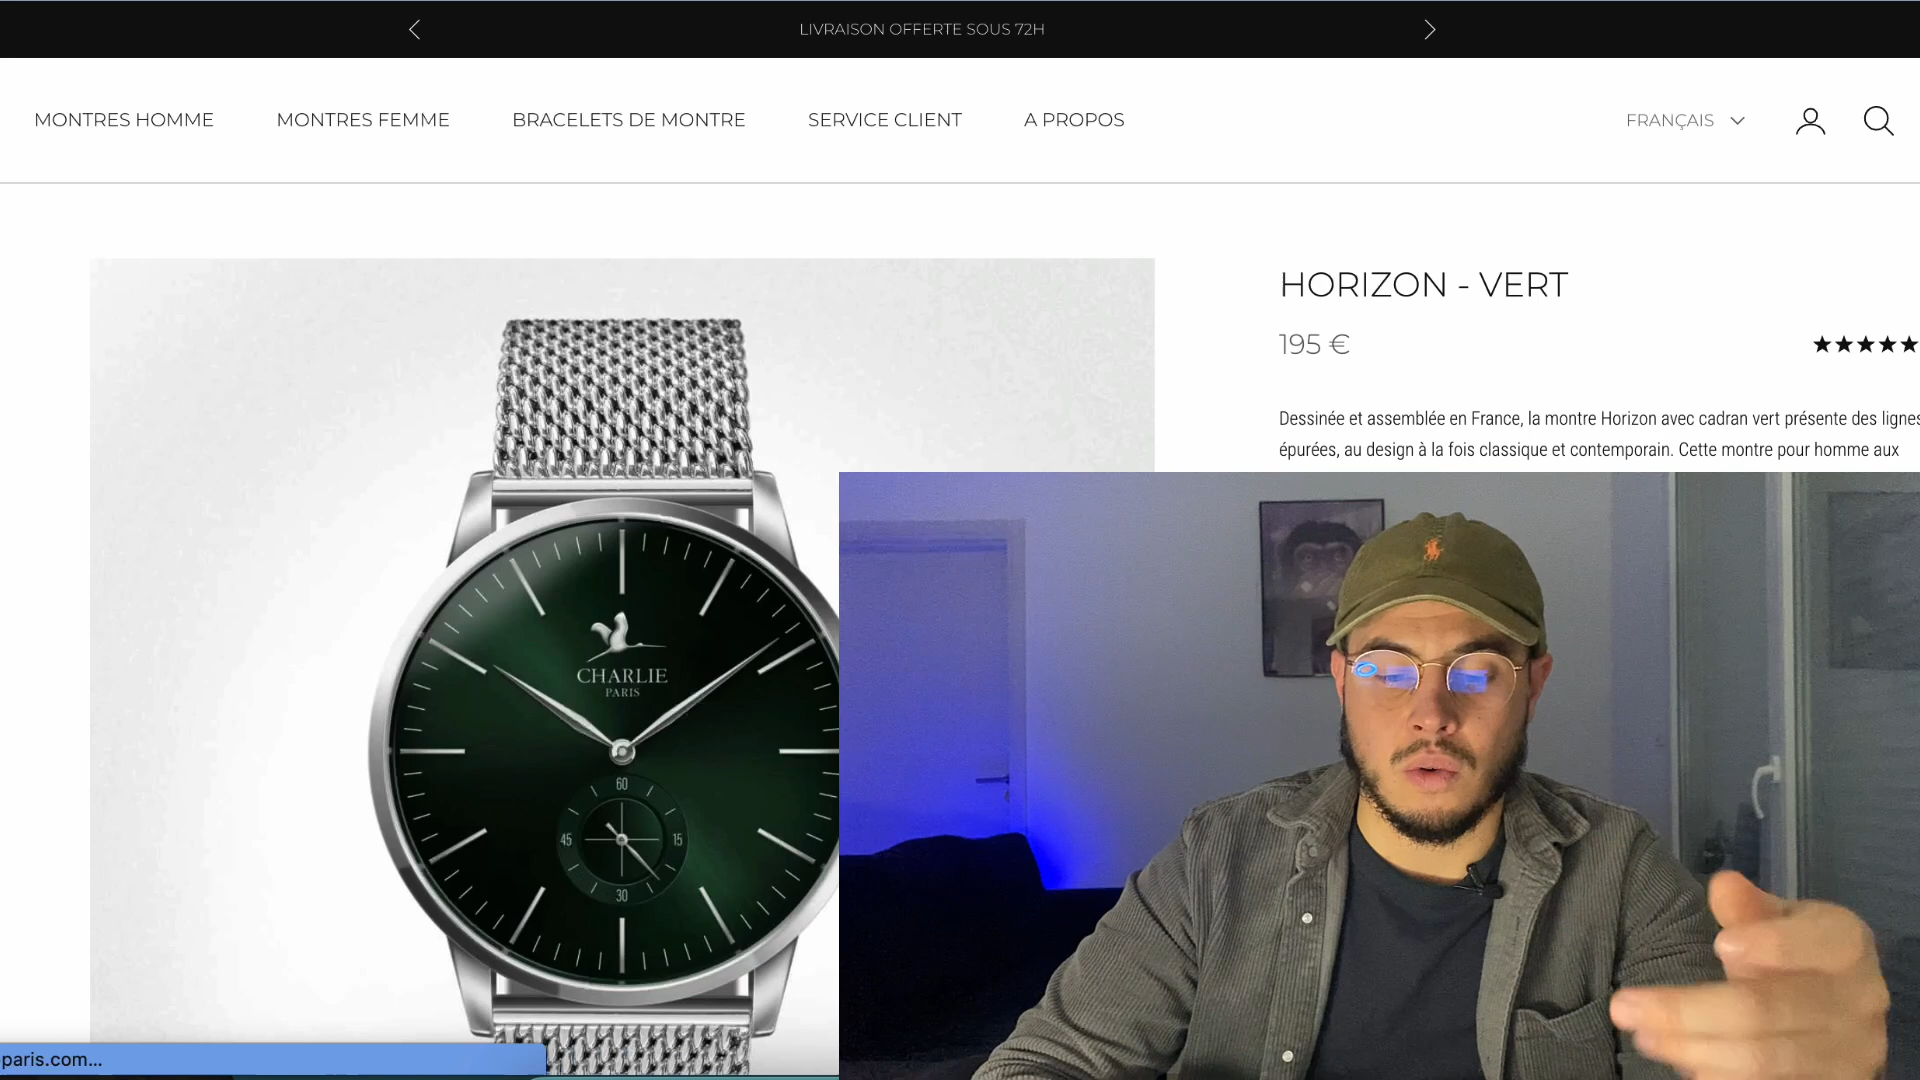 LIVRAISON OFFERTE SOUS 72H
MONTRES HOMME
MONTRES FEMME
BRACELETS DE MONTRE
SERVICE CLIENT
A PROPOS
FRANÇAIS
HORIZON - VERT
195 €
Dessinée et assemblée en France, la montre Horizon avec cadran vert présente des lignes
épurées, au design à la fois classique et contemporain. Cette montre pour homme aux
CHARLIE
PARIS
60
45
15
30
paris.com...